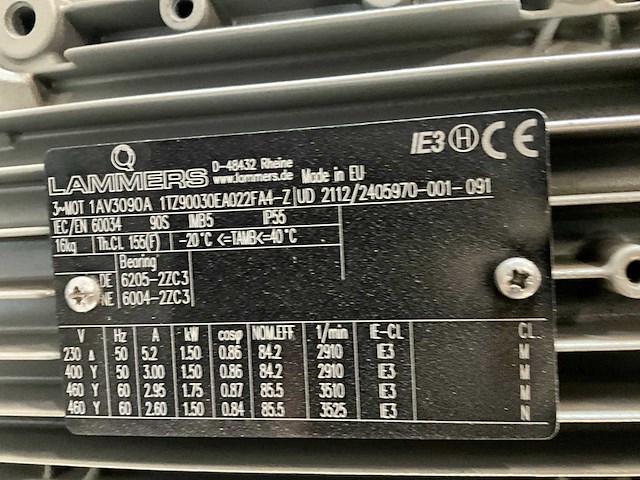 IE3 H CE
LAMMERS D-48432 Rheine www.lammers.de Made in EU
3~MOT 1AV3090A 1TZ90030EA022FA4-Z UD 2112/2405970-001-091
IEC/EN 60034 90S IMB5 IP55
16kg Th.CL 155(F) -20°C <=TAMB<=40°C
Bearing
DE 6205-2ZC3
NE 6004-2ZC3
V Hz A kW cosφ NOM.EFF 1/min IE-CL CL
230 Δ 50 5.2 1.50 0.86 84.2 2910 IE3 M
400 Y 50 3.00 1.50 0.86 84.2 2910 IE3 M
460 Y 60 2.95 1.75 0.87 85.5 3510 IE3 M
460 Y 60 2.60 1.50 0.84 85.5 3525 IE3 N